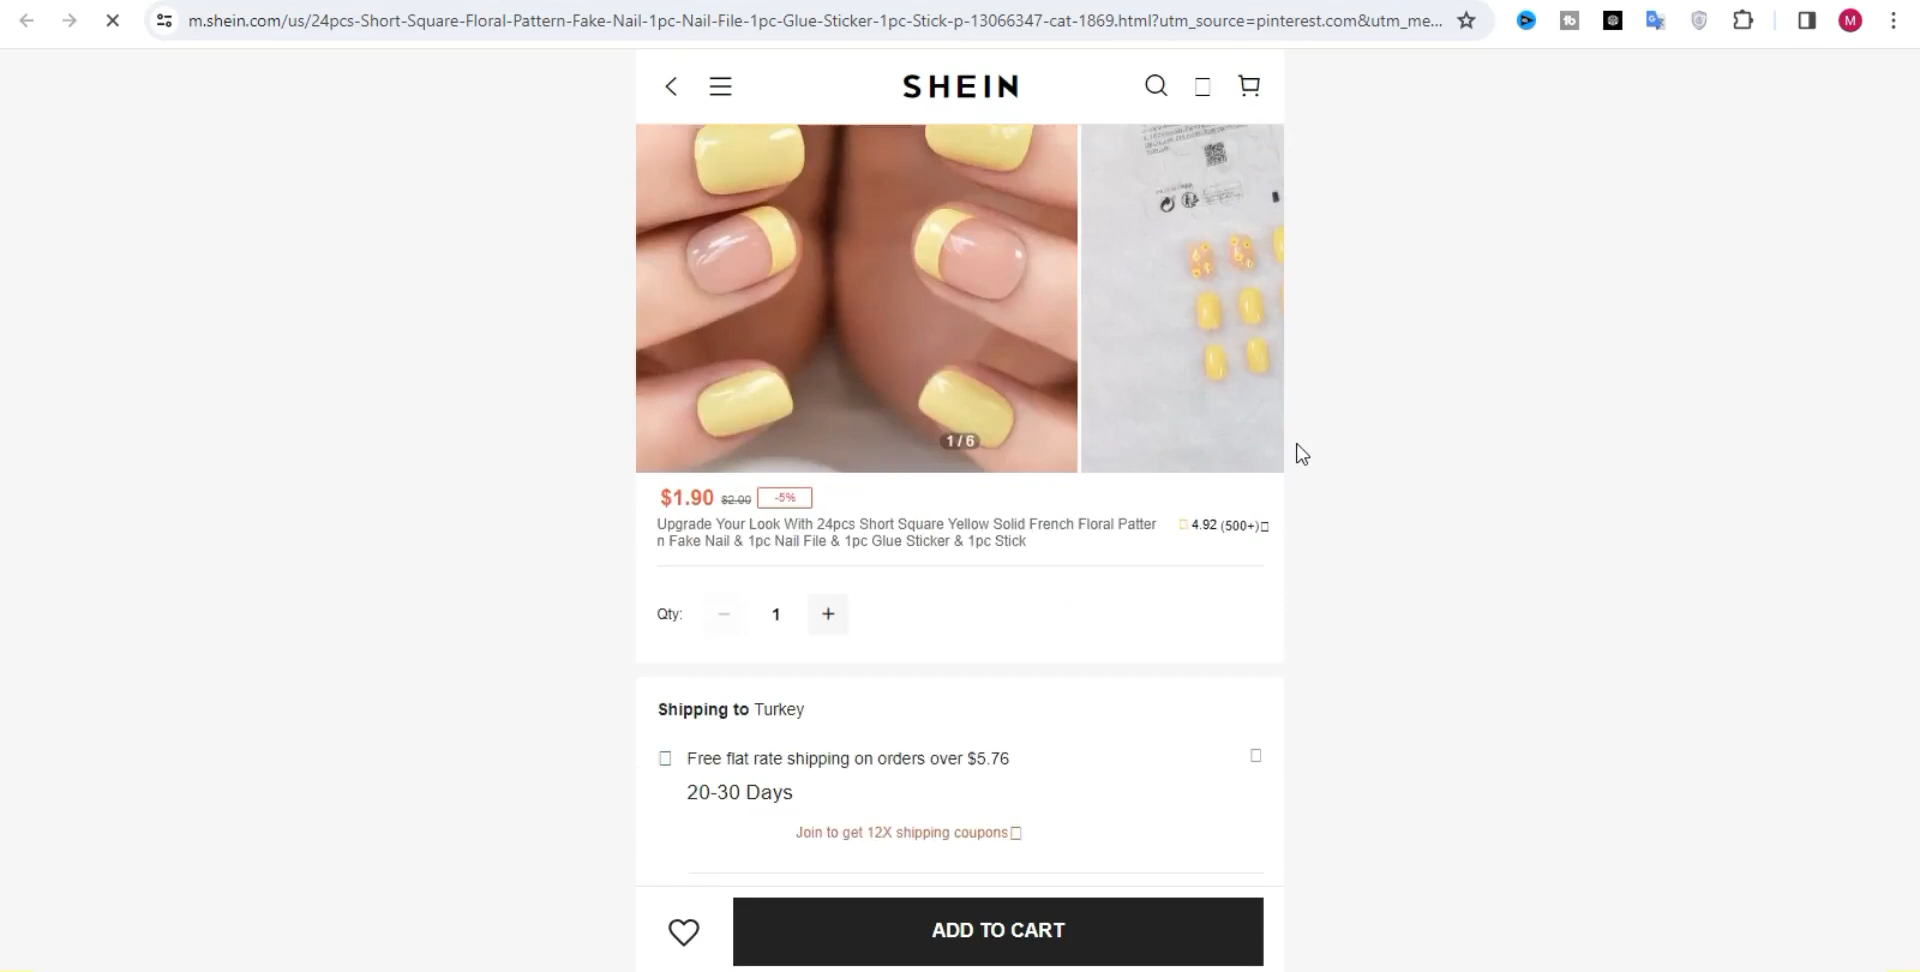 m.shein.com/us/24pcs-Short-Square-Floral-Pattern-Fake-Nail-1pc-Nail-File-1pc-Glue-Sticker-1pc-Stick-p-13066347-cat-1869.html?utm_source=pinterest.com&utm_me...
M
SHEIN
1/6
$1.90 $2.00 -5%
Upgrade Your Look With 24pcs Short Square Yellow Solid French Floral Patter
n Fake Nail & 1pc Nail File & 1pc Glue Sticker & 1pc Stick
4.92 (500+)
Qty: − 1 +
Shipping to Turkey
Free flat rate shipping on orders over $5.76
20-30 Days
Join to get 12X shipping coupons
ADD TO CART